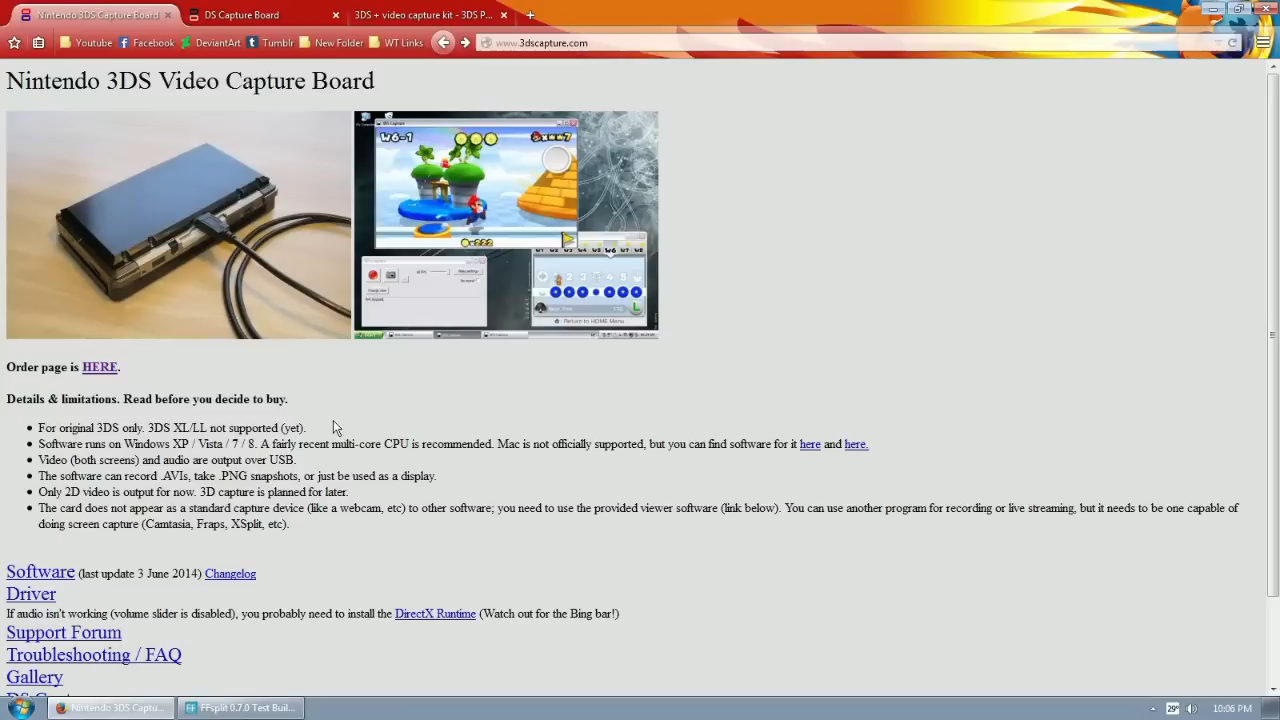 Nintendo 3DS Capture Board
DS Capture Board
3DS + video capture kit - 3DS P...
Youtube
Facebook
DeviantArt
Tumblr
New Folder
WT Links
www.3dscapture.com
Nintendo 3DS Video Capture Board
W6-1
W6
: Return to HOME Menu
Order page is HERE.
Details & limitations. Read before you decide to buy.
For original 3DS only. 3DS XL/LL not supported (yet).
Software runs on Windows XP / Vista / 7 / 8. A fairly recent multi-core CPU is recommended. Mac is not officially supported, but you can find software for it here and here.
Video (both screens) and audio are output over USB.
The software can record .AVIs, take .PNG snapshots, or just be used as a display.
Only 2D video is output for now. 3D capture is planned for later.
The card does not appear as a standard capture device (like a webcam, etc) to other software; you need to use the provided viewer software (link below). You can use another program for recording or live streaming, but it needs to be one capable of
doing screen capture (Camtasia, Fraps, XSplit, etc).
Software (last update 3 June 2014) Changelog
Driver
If audio isn't working (volume slider is disabled), you probably need to install the DirectX Runtime (Watch out for the Bing bar!)
Support Forum
Troubleshooting / FAQ
Gallery
Nintendo 3DS Captu...
FFsplit 0.7.0 Test Buil...
29°
10:06 PM